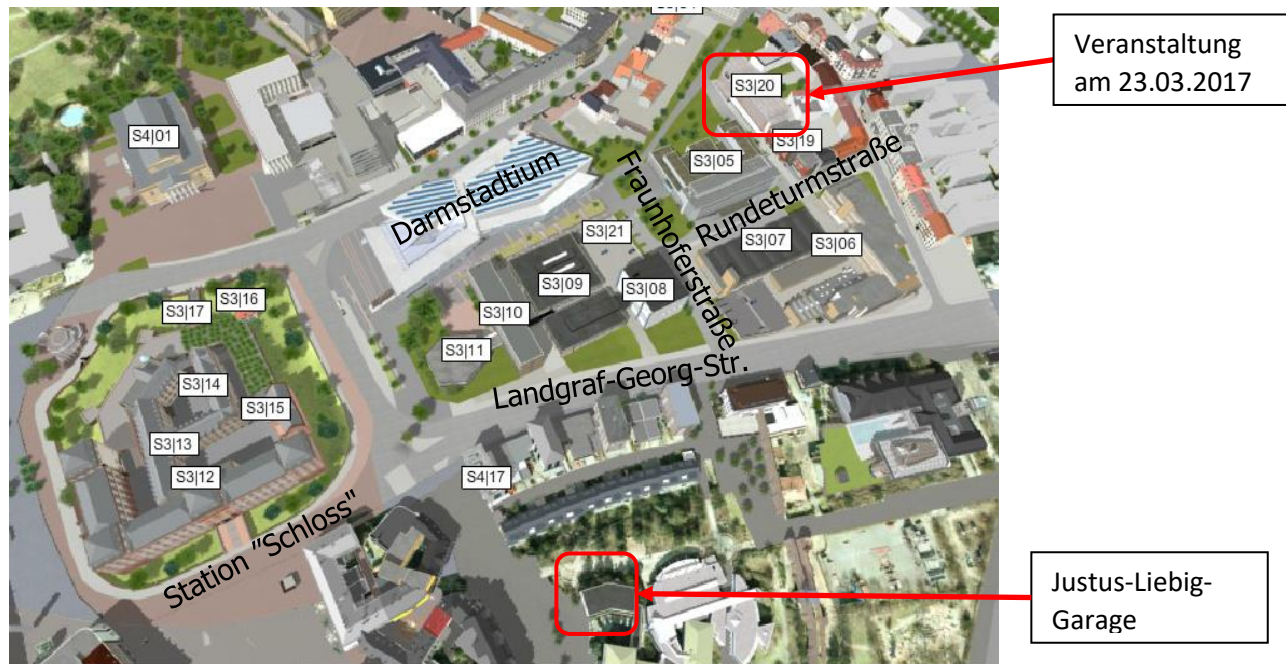 S3|20
Veranstaltung
am 23.03.2017
S4|01
S3|19
S3|05
Darmstadtium
Fraunhoferstraße
Rundeturmstraße
S3|21
S3|07
S3|06
S3|09
S3|08
S3|16
S3|17
S3|10
S3|11
Landgraf-Georg-Str.
S3|14
S3|15
S3|13
S3|12
S4|17
Station "Schloss"
Justus-Liebig-
Garage